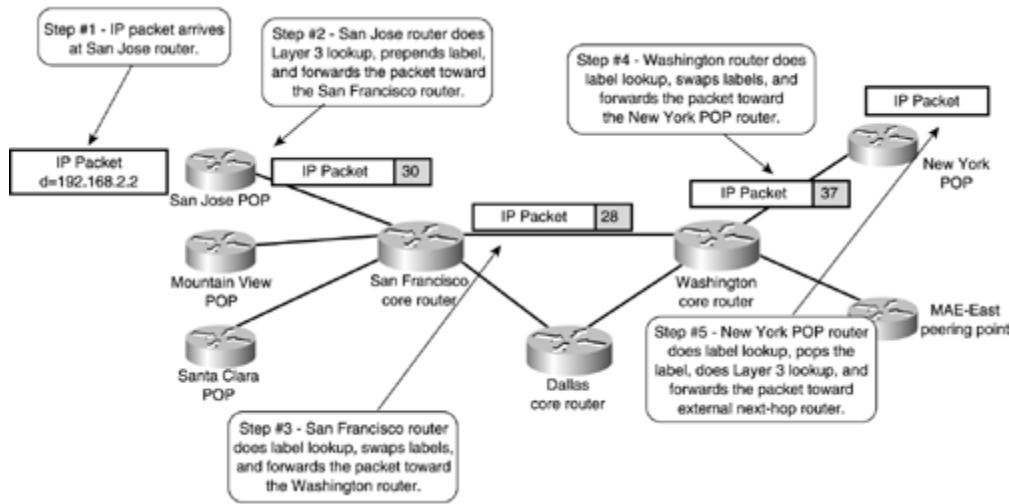 Step #1 - IP packet arrives
at San Jose router.
Step #2 - San Jose router does
Layer 3 lookup, prepends label,
and forwards the packet toward
the San Francisco router.
Step #4 - Washington router does
label lookup, swaps labels, and
forwards the packet toward
the New York POP router.
IP Packet
IP Packet
d=192.168.2.2
IP Packet 30
San Jose POP
New York
POP
IP Packet 37
IP Packet 28
Mountain View
POP
San Francisco
core router
Washington
core router
MAE-East
peering point
Santa Clara
POP
Dallas
core router
Step #5 - New York POP router
does label lookup, pops the
label, does Layer 3 lookup, and
forwards the packet toward
external next-hop router.
Step #3 - San Francisco router
does label lookup, swaps labels,
and forwards the packet toward
the Washington router.